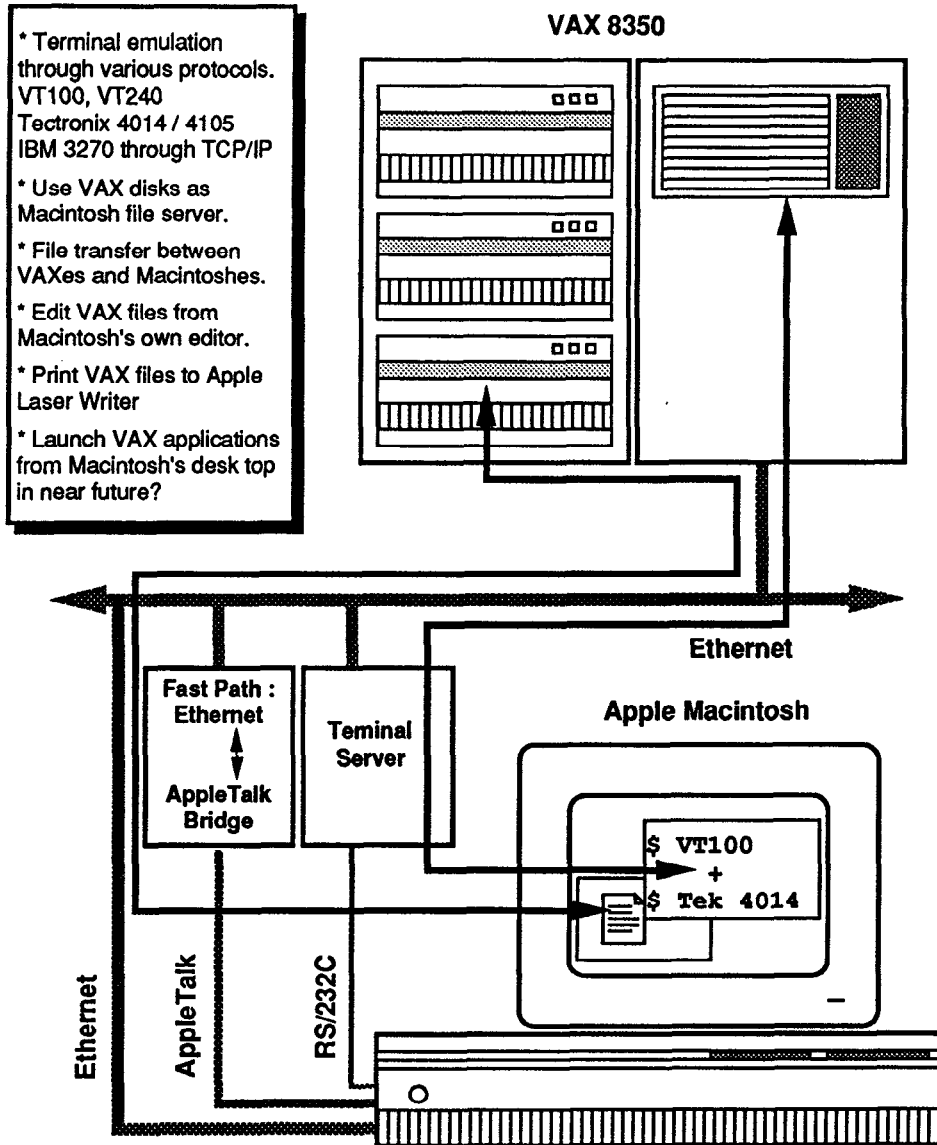 * Terminal emulation
through various protocols.
VT100, VT240
Tectronix 4014 / 4105
IBM 3270 through TCP/IP
* Use VAX disks as
Macintosh file server.
* File transfer between
VAXes and Macintoshes.
* Edit VAX files from
Macintosh's own editor.
* Print VAX files to Apple
Laser Writer
* Launch VAX applications
from Macintosh's desk top
in near future?
VAX 8350
Ethernet
Fast Path :
Ethernet
AppleTalk
Bridge
Teminal
Server
Apple Macintosh
$ VT100
+
$ Tek 4014
Ethernet
AppleTalk
RS/232C